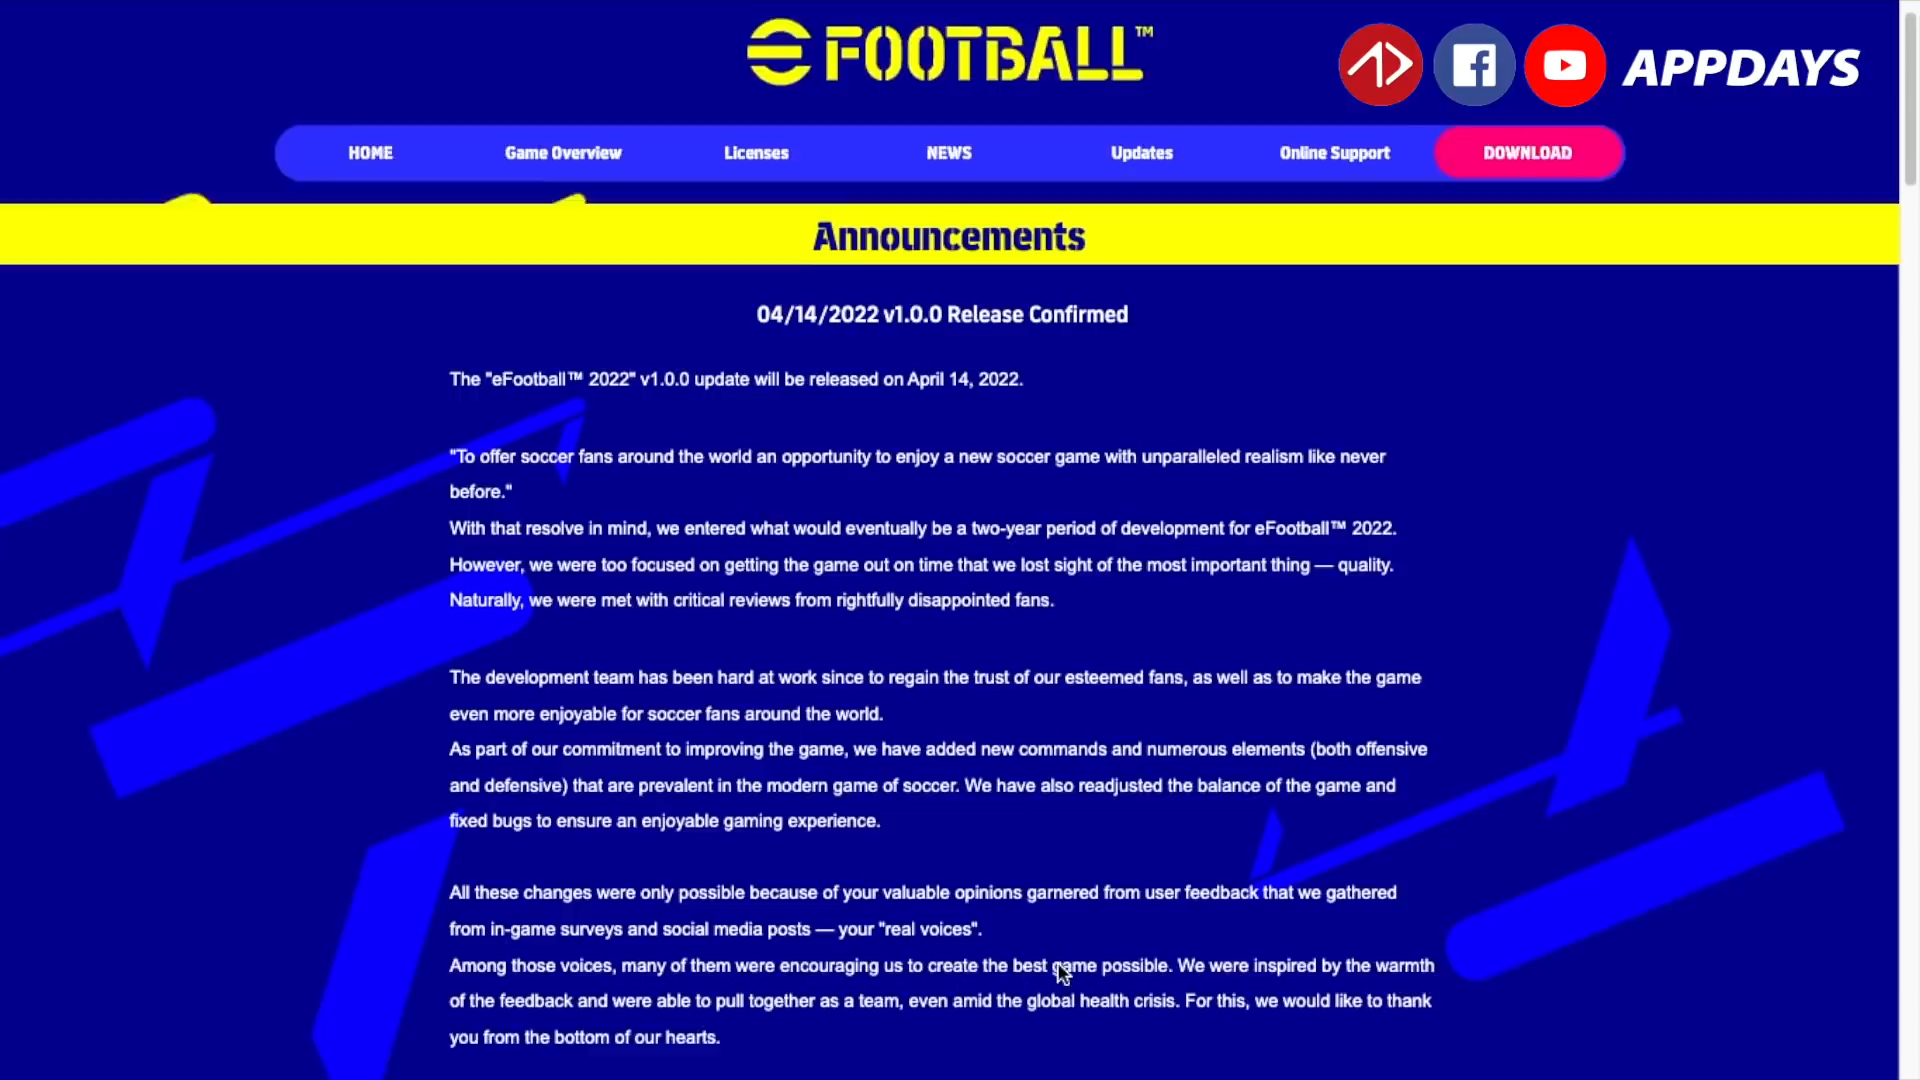 eFOOTBALL™
APPDAYS
HOME Game Overview Licenses NEWS Updates Online Support DOWNLOAD
Announcements
04/14/2022 v1.0.0 Release Confirmed
The "eFootball™ 2022" v1.0.0 update will be released on April 14, 2022.
"To offer soccer fans around the world an opportunity to enjoy a new soccer game with unparalleled realism like never
before."
With that resolve in mind, we entered what would eventually be a two-year period of development for eFootball™ 2022.
However, we were too focused on getting the game out on time that we lost sight of the most important thing — quality.
Naturally, we were met with critical reviews from rightfully disappointed fans.
The development team has been hard at work since to regain the trust of our esteemed fans, as well as to make the game
even more enjoyable for soccer fans around the world.
As part of our commitment to improving the game, we have added new commands and numerous elements (both offensive
and defensive) that are prevalent in the modern game of soccer. We have also readjusted the balance of the game and
fixed bugs to ensure an enjoyable gaming experience.
All these changes were only possible because of your valuable opinions garnered from user feedback that we gathered
from in-game surveys and social media posts — your "real voices".
Among those voices, many of them were encouraging us to create the best game possible. We were inspired by the warmth
of the feedback and were able to pull together as a team, even amid the global health crisis. For this, we would like to thank
you from the bottom of our hearts.